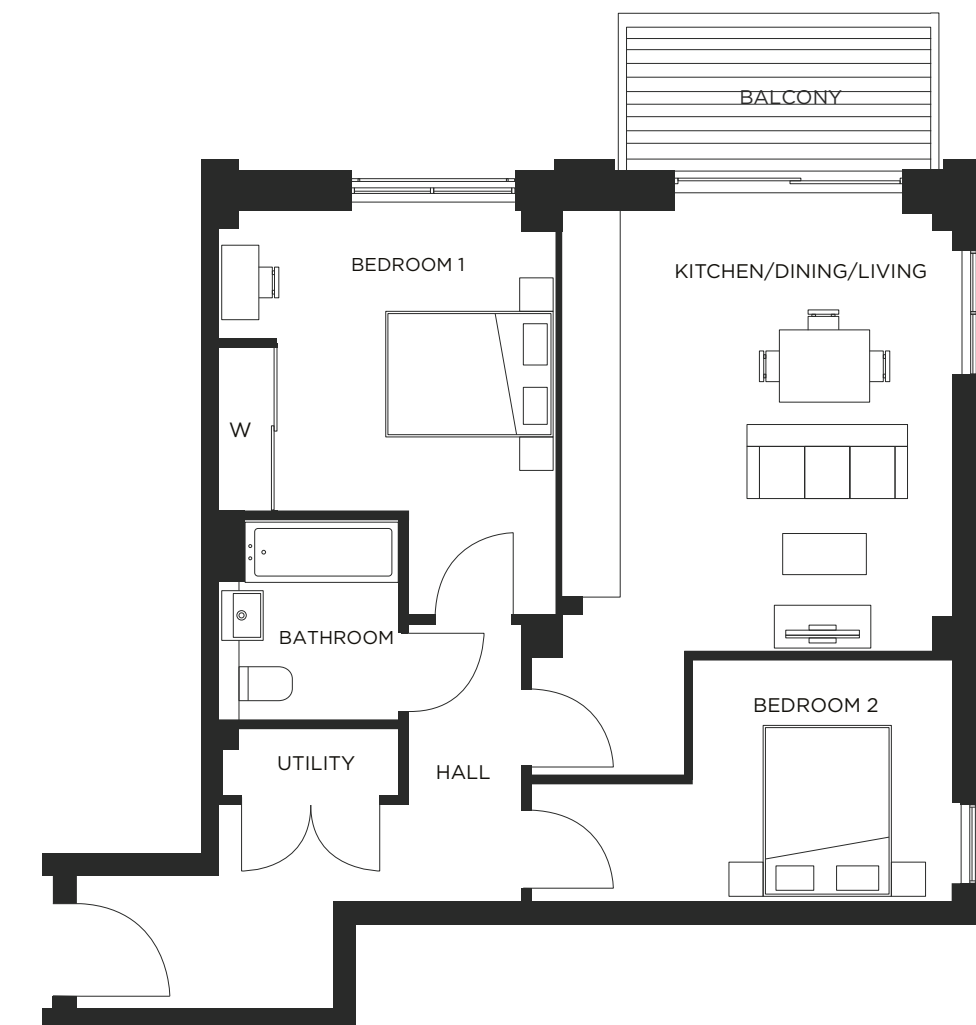 BALCONY
BEDROOM 1
KITCHEN/DINING/LIVING
W
BATHROOM
BEDROOM 2
UTILITY
HALL